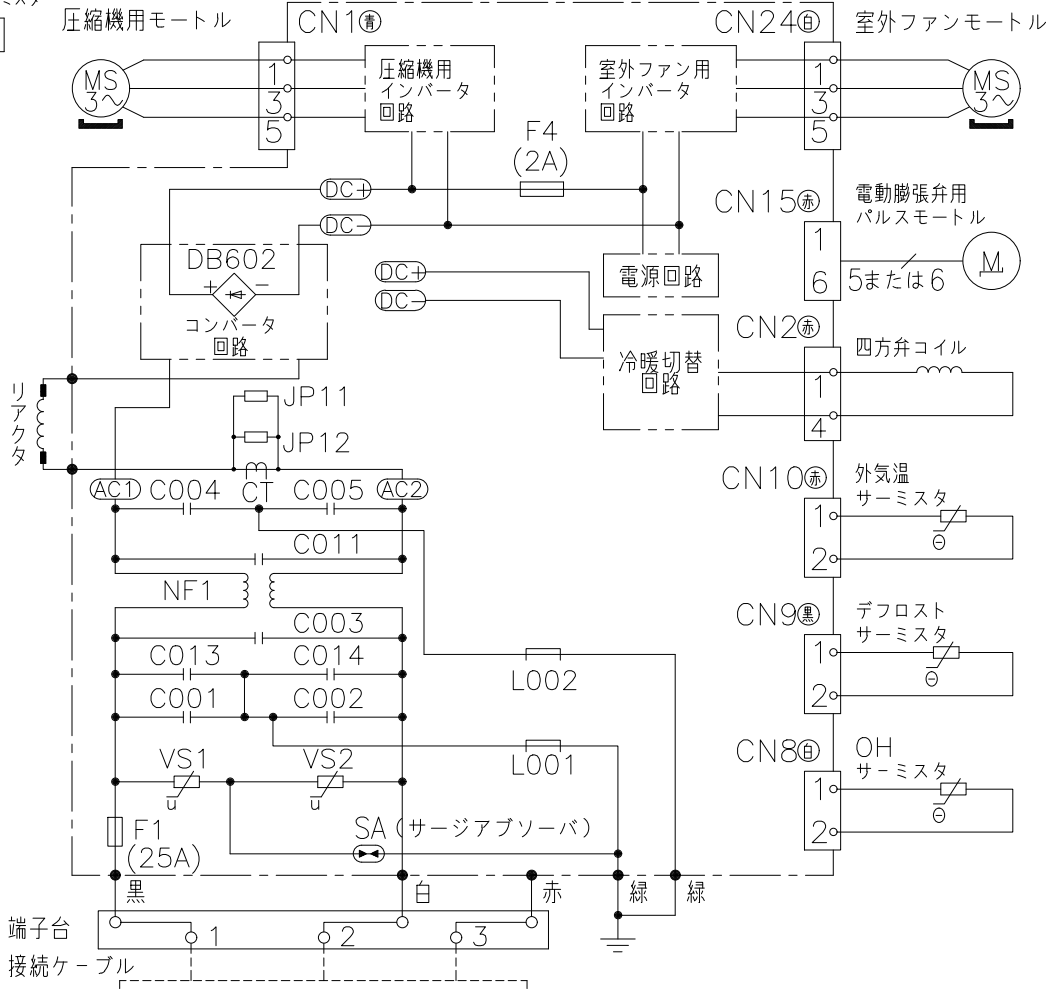 圧縮機用モートル
CN1青
CN24白
室外ファンモートル
MS
3～
1
3
5
圧縮機用
インバータ
回路
室外ファン用
インバータ
回路
1
3
5
MS
3～
F4
(2A)
DC+
DC−
CN15赤
電動膨張弁用
パルスモートル
1
6
5または6
M
DB602
+
−
コンバータ
回路
DC+
DC−
電源回路
冷暖切替
回路
CN2赤
四方弁コイル
1
4
リアクタ
JP11
JP12
CT
AC1
C004
C005
AC2
CN10赤
外気温
サーミスタ
1
2
⊖
C011
NF1
C003
C013
C014
C001
C002
L002
L001
CN9黒
デフロスト
サーミスタ
1
2
⊖
VS1
u
VS2
u
CN8白
OH
サーミスタ
1
2
⊖
F1
(25A)
SA(サージアブソーバ)
黒
白
赤
緑
緑
端子台
1
2
3
接続ケーブル